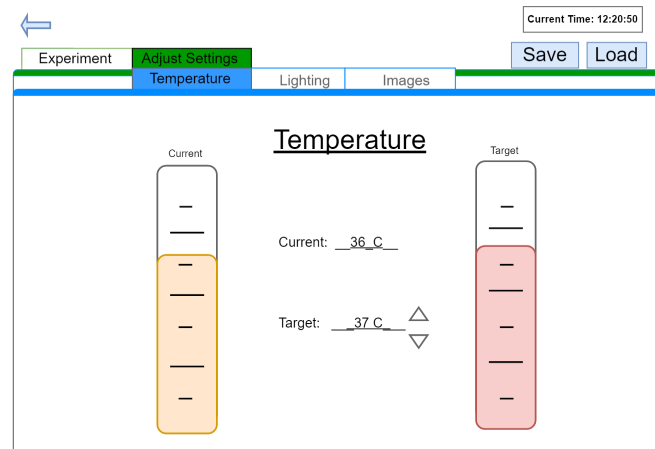 Current Time: 12:20:50
Experiment
Adjust Settings
Save
Load
Temperature
Lighting
Images
Temperature
Current
Target
Current: __36_C__
Target: __37 C_